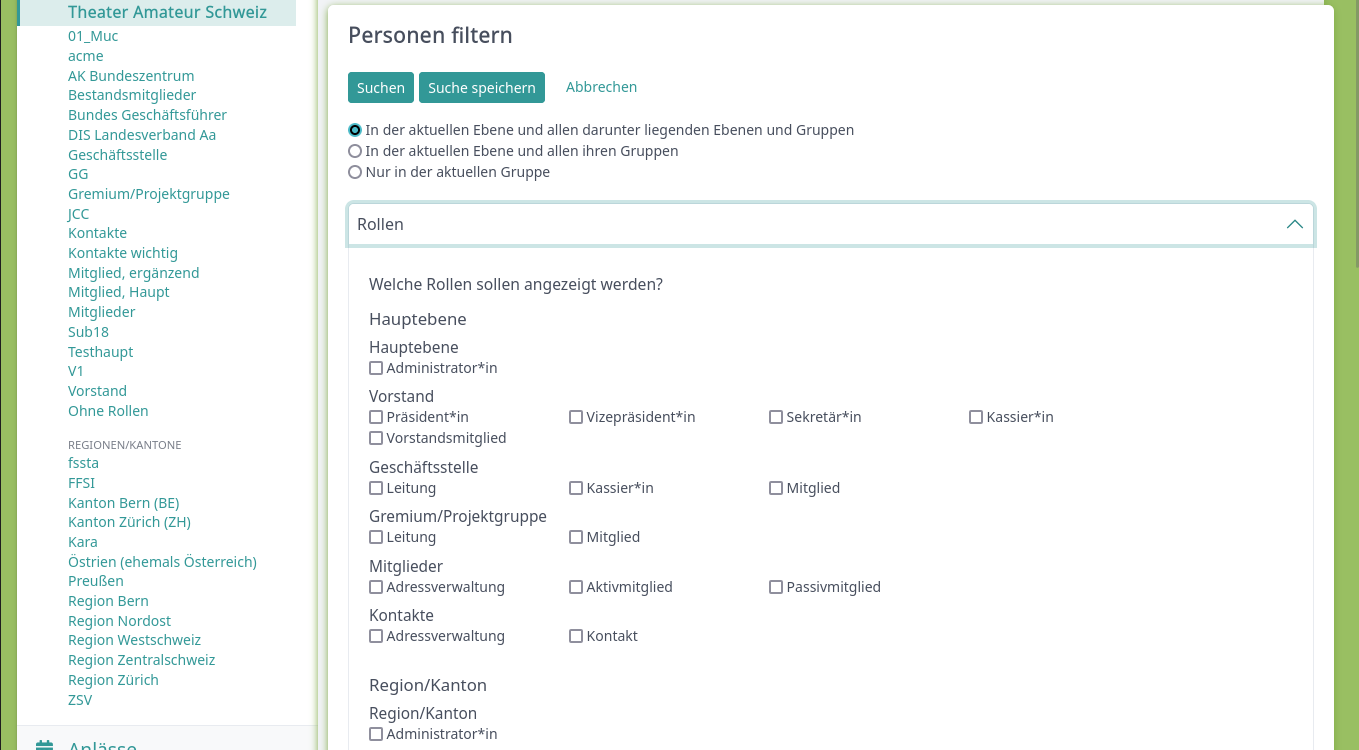 Theater Amateur Schweiz
01_Muc
acme
AK Bundeszentrum
Bestandsmitglieder
Bundes Geschäftsführer
DIS Landesverband Aa
Geschäftsstelle
GG
Gremium/Projektgruppe
JCC
Kontakte
Kontakte wichtig
Mitglied, ergänzend
Mitglied, Haupt
Mitglieder
Sub18
Testhaupt
V1
Vorstand
Ohne Rollen
REGIONEN/KANTONE
fssta
FFSI
Kanton Bern (BE)
Kanton Zürich (ZH)
Kara
Östrien (ehemals Österreich)
Preußen
Region Bern
Region Nordost
Region Westschweiz
Region Zentralschweiz
Region Zürich
ZSV
Anlässe
Personen filtern
Suchen Suche speichern Abbrechen
In der aktuellen Ebene und allen darunter liegenden Ebenen und Gruppen
In der aktuellen Ebene und allen ihren Gruppen
Nur in der aktuellen Gruppe
Rollen
Welche Rollen sollen angezeigt werden?
Hauptebene
Hauptebene
Administrator*in
Vorstand
Präsident*in Vizepräsident*in Sekretär*in Kassier*in
Vorstandsmitglied
Geschäftsstelle
Leitung Kassier*in Mitglied
Gremium/Projektgruppe
Leitung Mitglied
Mitglieder
Adressverwaltung Aktivmitglied Passivmitglied
Kontakte
Adressverwaltung Kontakt
Region/Kanton
Region/Kanton
Administrator*in